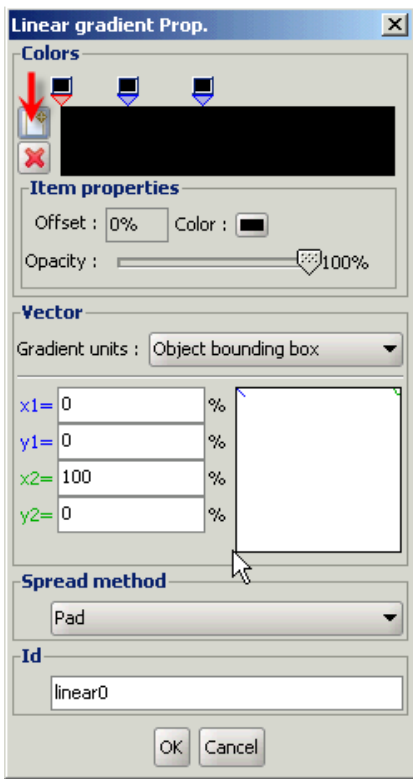 Linear gradient Prop.
Colors
Item properties
Offset : 0% Color :
Opacity : 100%
Vector
Gradient units : Object bounding box
x1= 0 %
y1= 0 %
x2= 100 %
y2= 0 %
Spread method
Pad
Id
linear0
OK Cancel